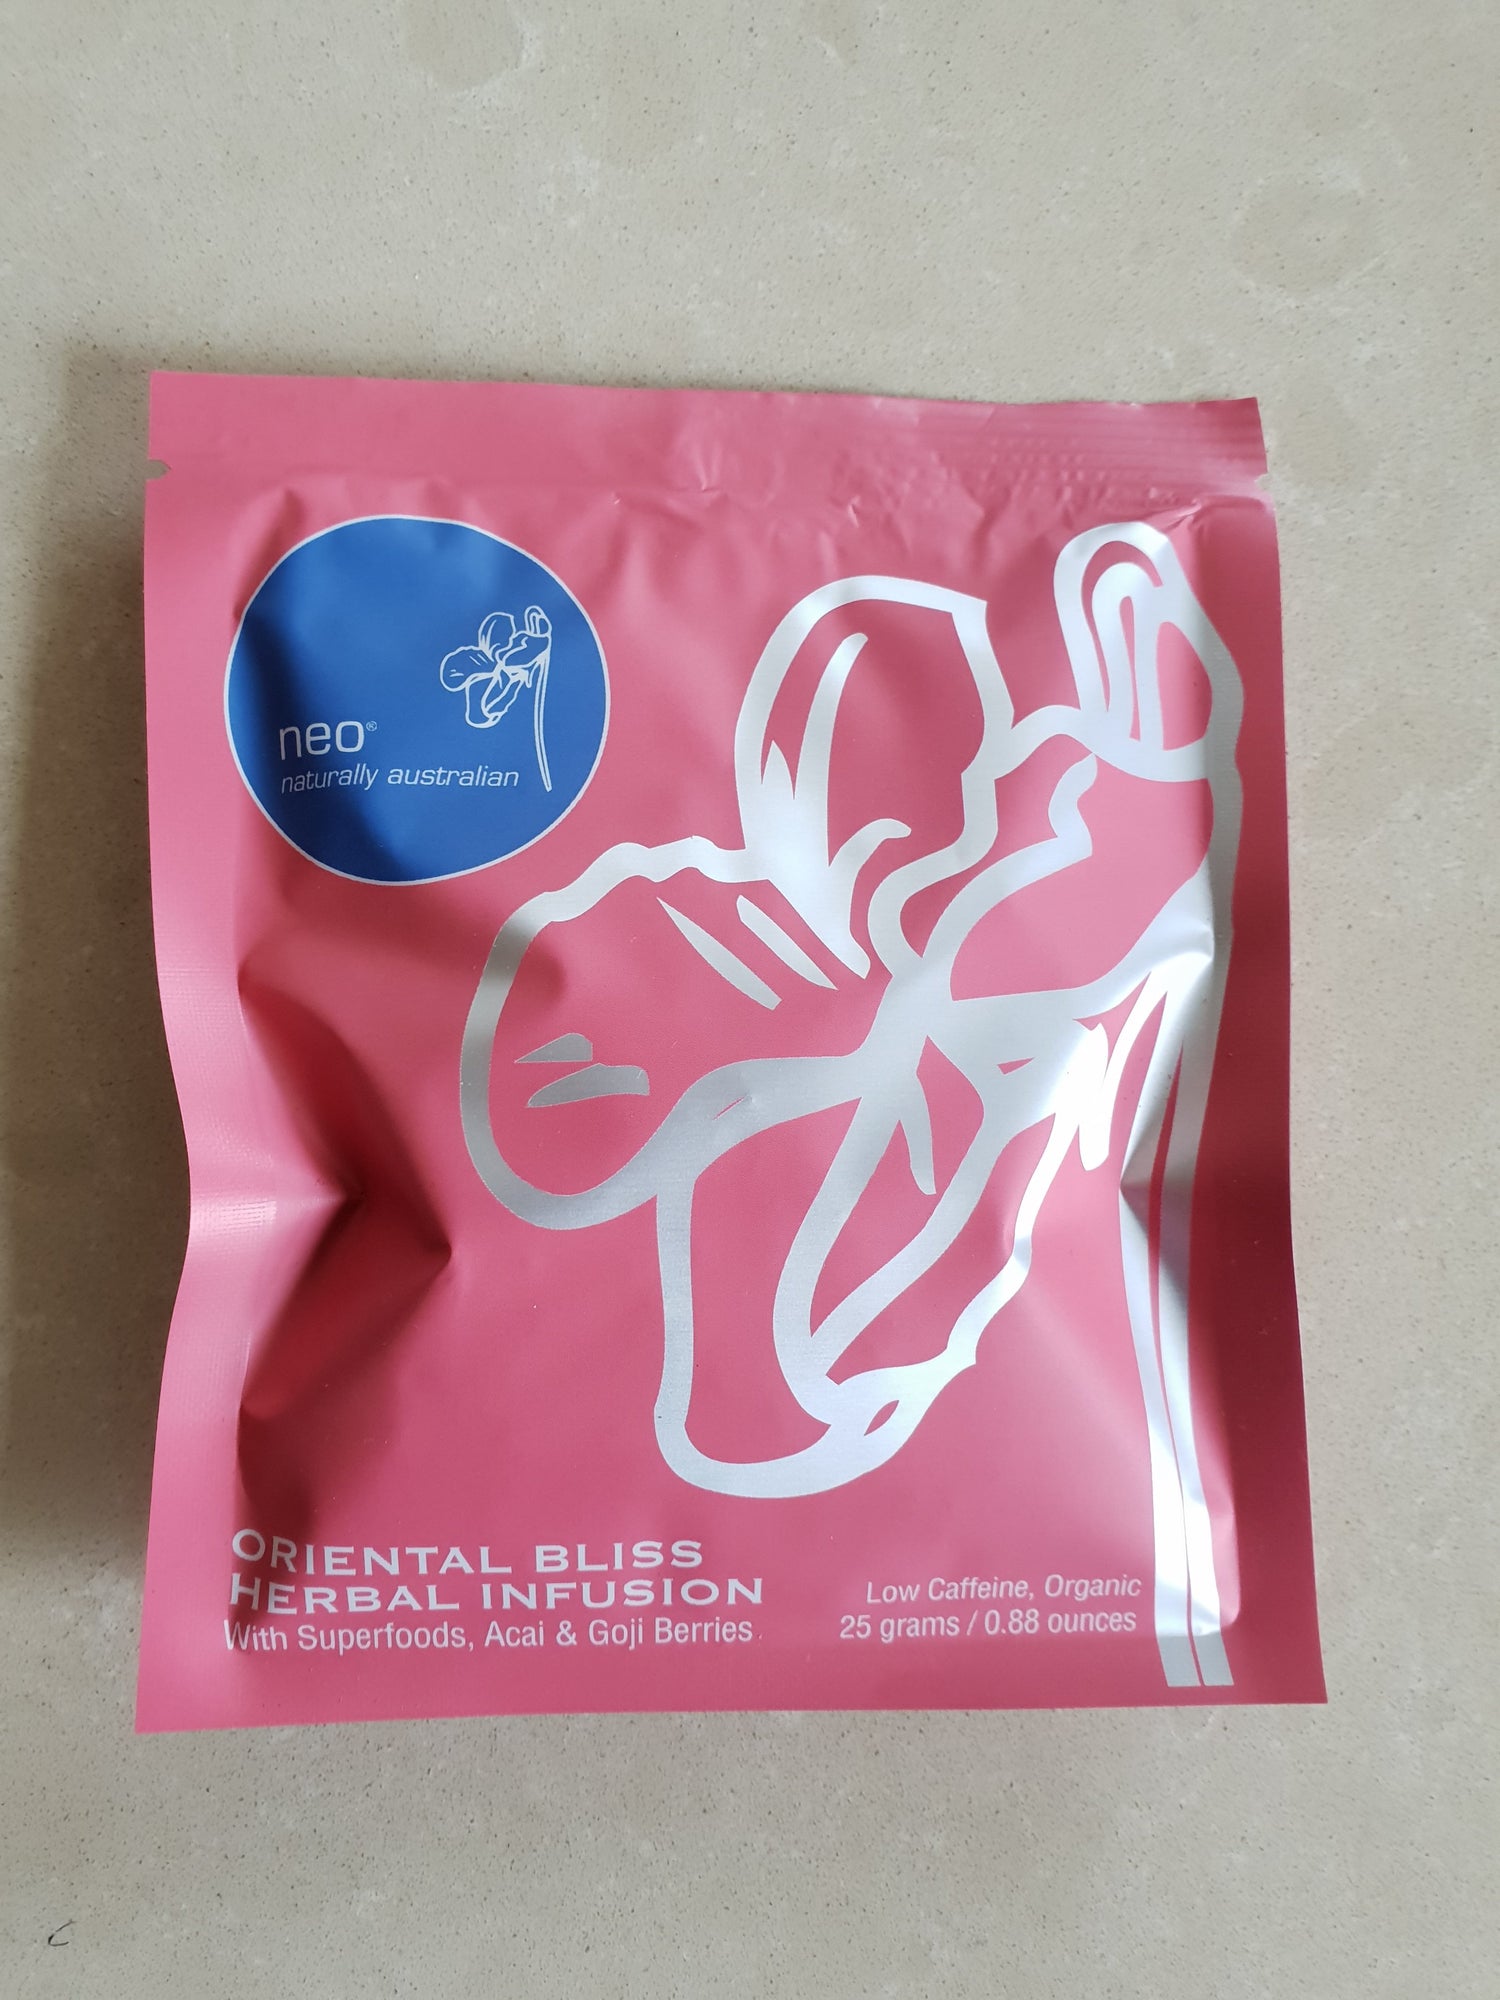 neo®
naturally australian
ORIENTAL BLISS
HERBAL INFUSION
With Superfoods, Acai & Goji Berries
Low Caffeine, Organic
25 grams / 0.88 ounces